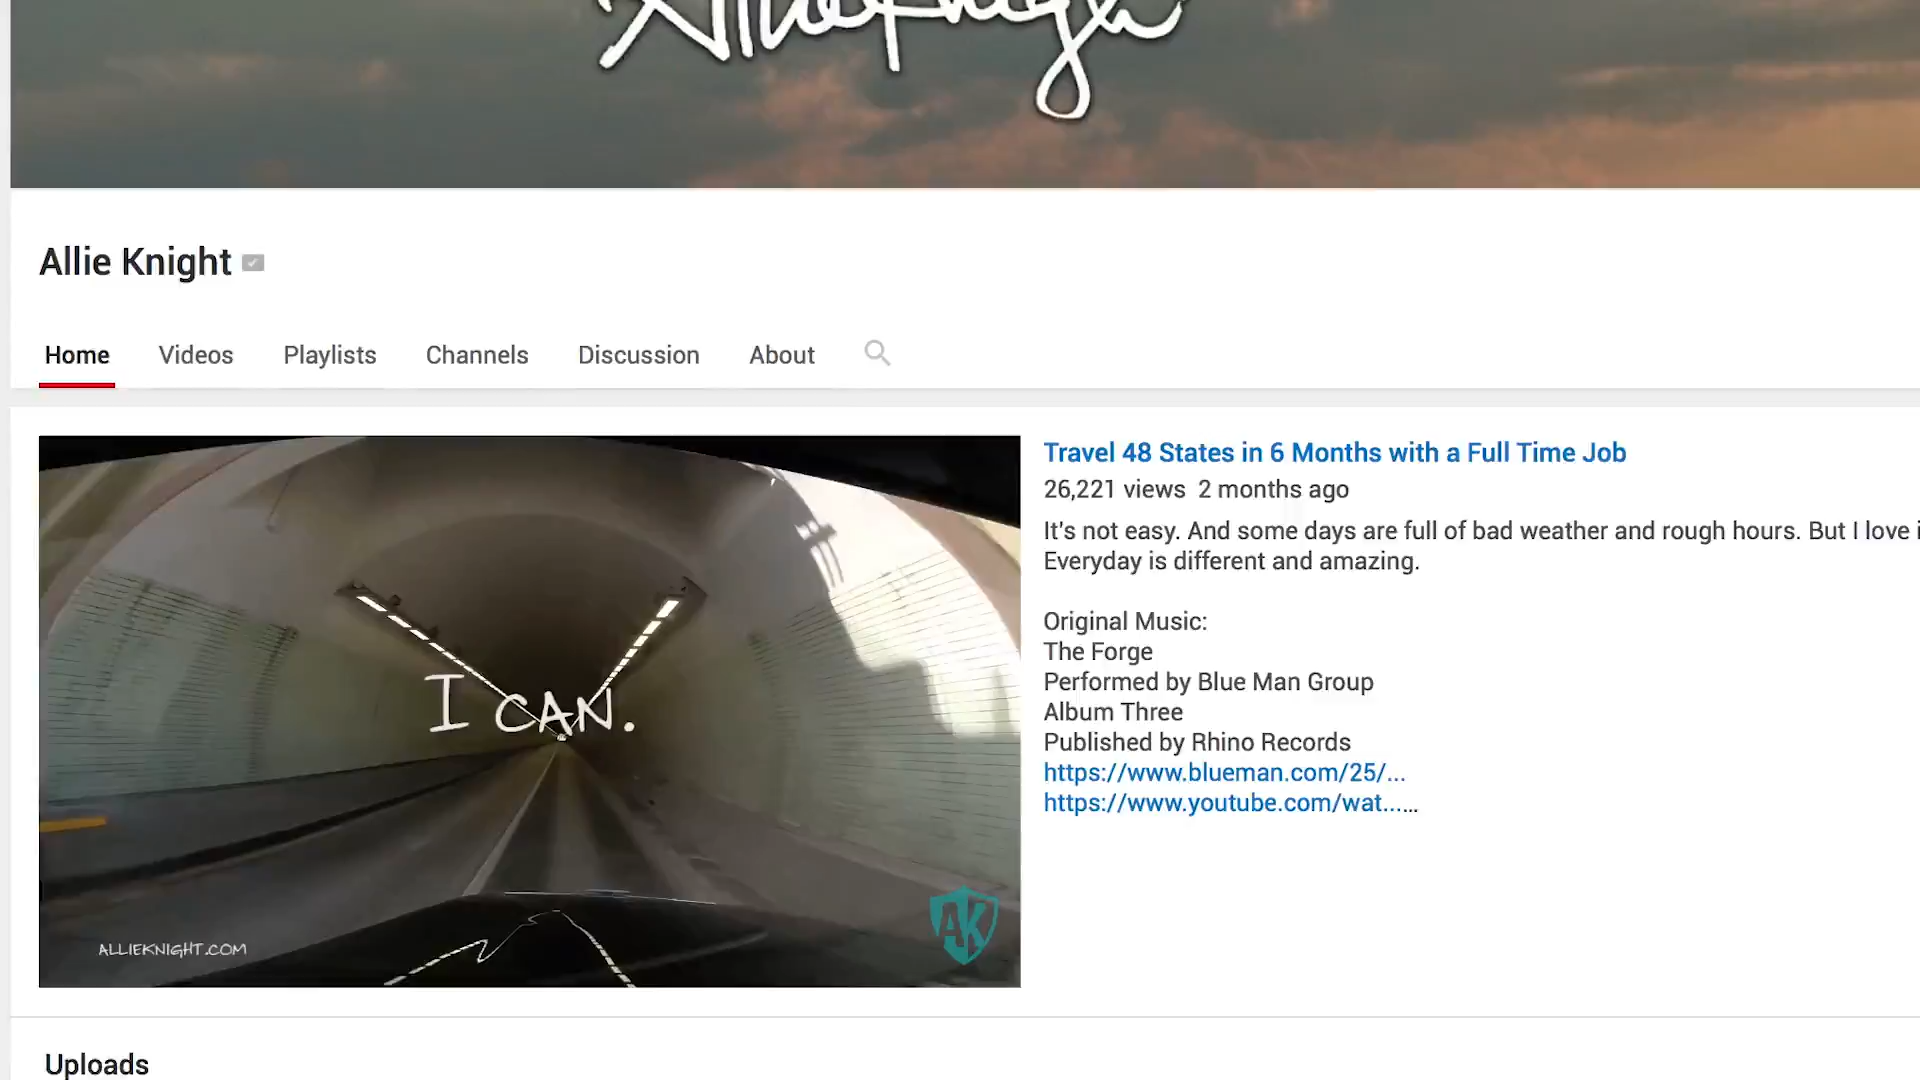 Allie Knight
Allie Knight
Home Videos Playlists Channels Discussion About
Travel 48 States in 6 Months with a Full Time Job
26,221 views 2 months ago
It's not easy. And some days are full of bad weather and rough hours. But I love
Everyday is different and amazing.
Original Music:
The Forge
Performed by Blue Man Group
Album Three
Published by Rhino Records
https://www.blueman.com/25/...
https://www.youtube.com/wat......
I CAN.
ALLIEKNIGHT.COM
AK
Uploads